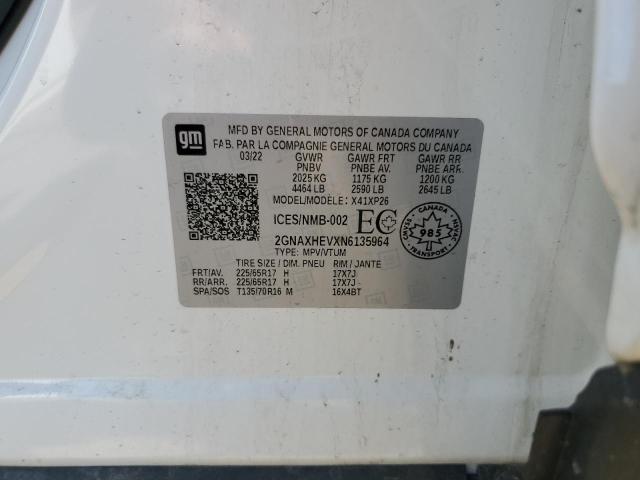 gm
MFD BY GENERAL MOTORS OF CANADA COMPANY
FAB. PAR LA COMPAGNIE GENERAL MOTORS DU CANADA
03/22 GVWR GAWR FRT GAWR RR
PNBV PNBE AV. PNBE ARR.
2025 KG 1175 KG 1200 KG
4464 LB 2590 LB 2645 LB
MODEL/MODÈLE: X41XP26
ICES/NMB-002 EC
CANADA 985 CANADA
2GNAXHEVXN6135964
TYPE: MPV/VTUM
TIRE SIZE / DIM. PNEU RIM / JANTE
FRT/AV. 225/65R17 H 17X7J
RR/ARR. 225/65R17 H 17X7J
SPA/SOS T135/70R16 M 16X4BT